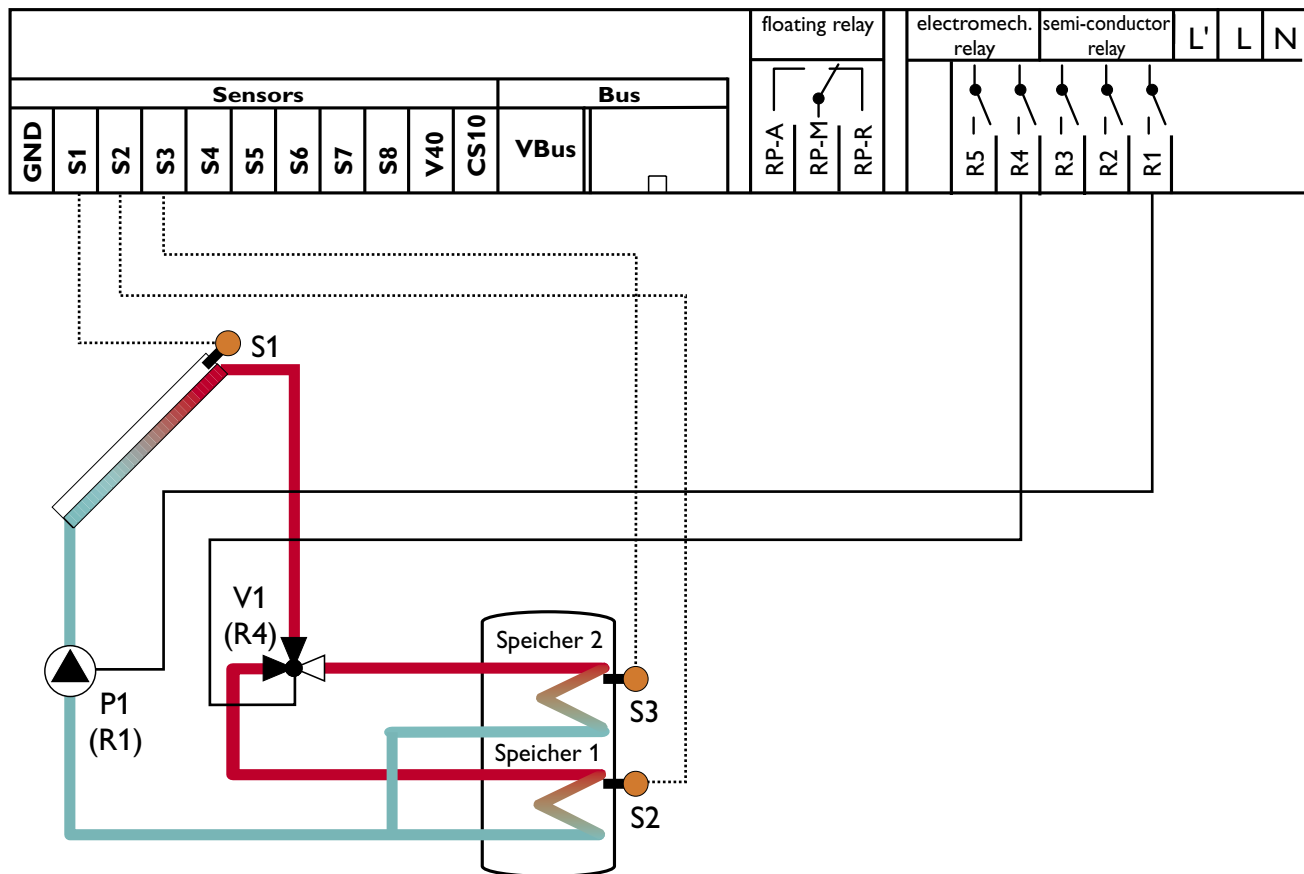 floating relay
electromech.
relay
semi-conductor
relay
L'
L
N
Sensors
Bus
GND
S1
S2
S3
S4
S5
S6
S7
S8
V40
CS10
VBus
RP-A
RP-M
RP-R
R5
R4
R3
R2
R1
S1
V1
(R4)
Speicher 2
S3
P1
(R1)
Speicher 1
S2